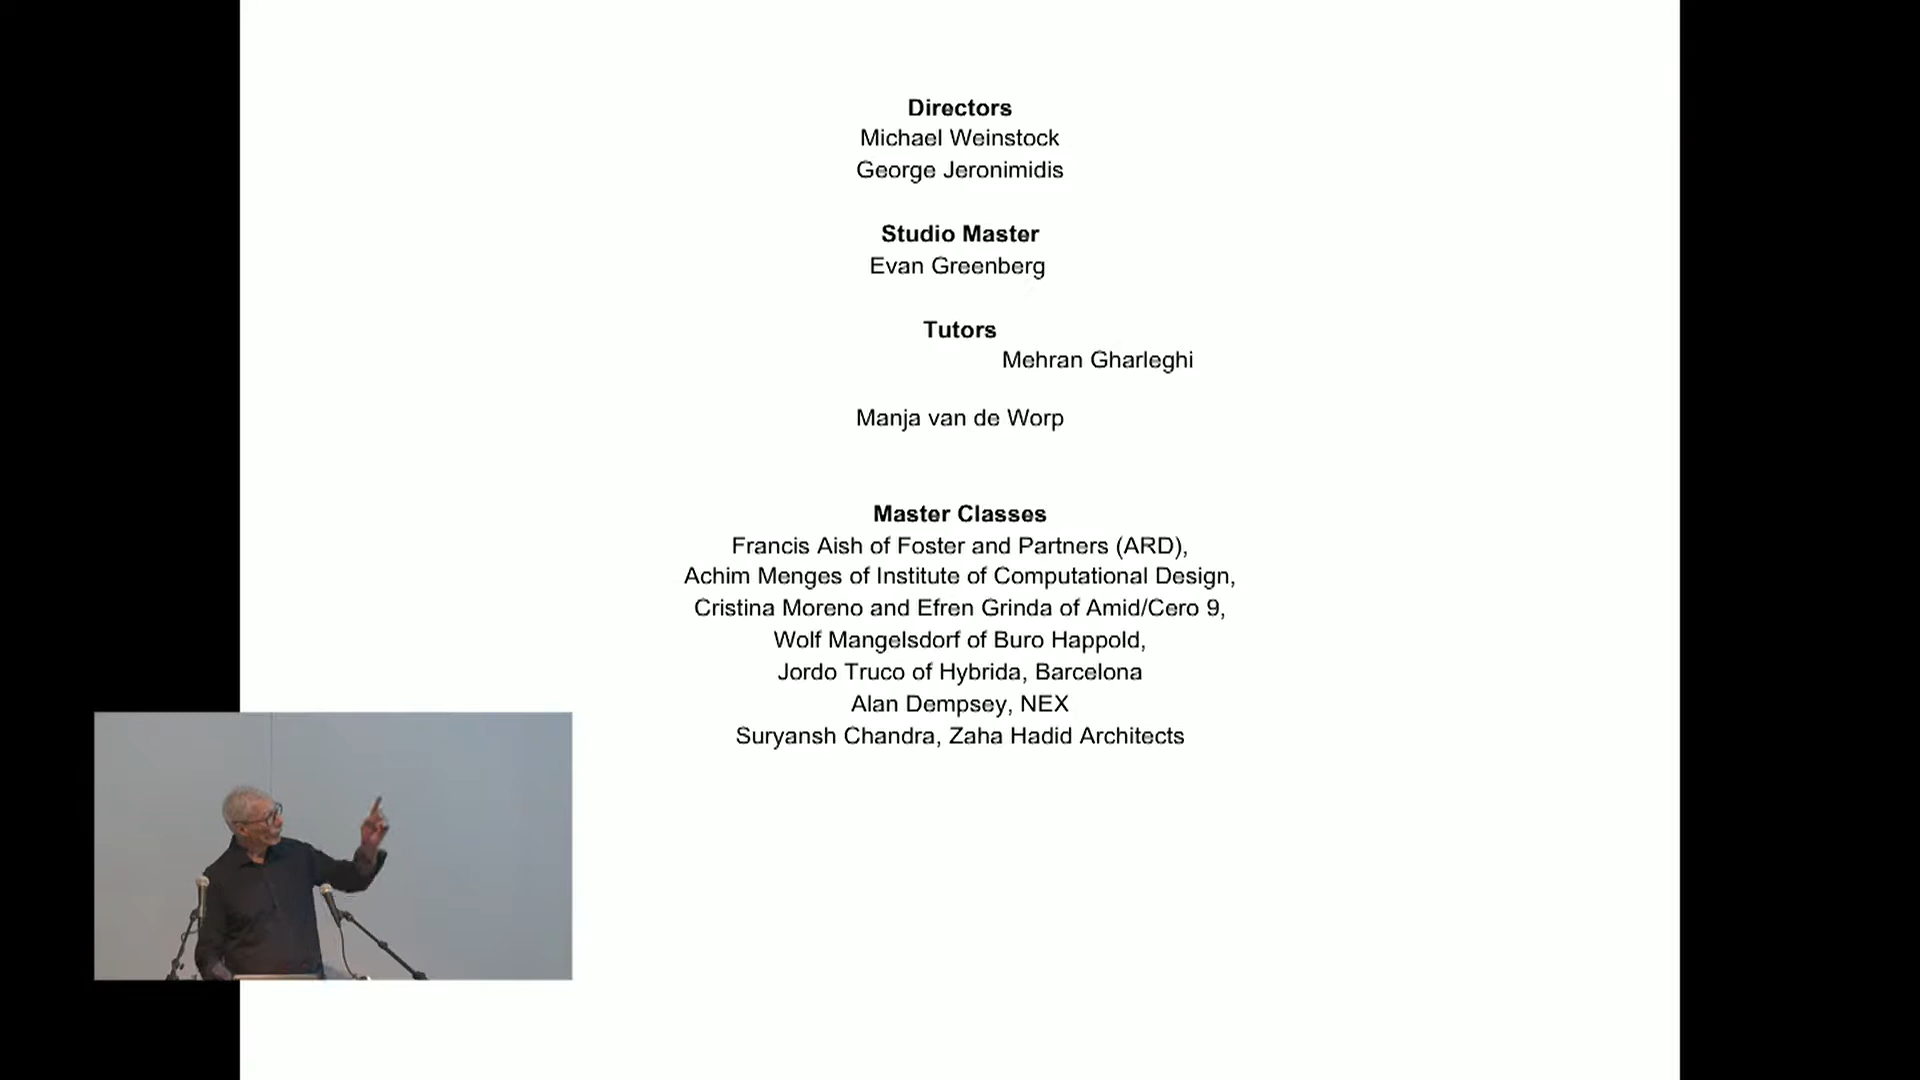 Directors
Michael Weinstock
George Jeronimidis
Studio Master
Evan Greenberg
Tutors
Mehran Gharleghi
Manja van de Worp
Master Classes
Francis Aish of Foster and Partners (ARD),
Achim Menges of Institute of Computational Design,
Cristina Moreno and Efren Grinda of Amid/Cero 9,
Wolf Mangelsdorf of Buro Happold,
Jordo Truco of Hybrida, Barcelona
Alan Dempsey, NEX
Suryansh Chandra, Zaha Hadid Architects